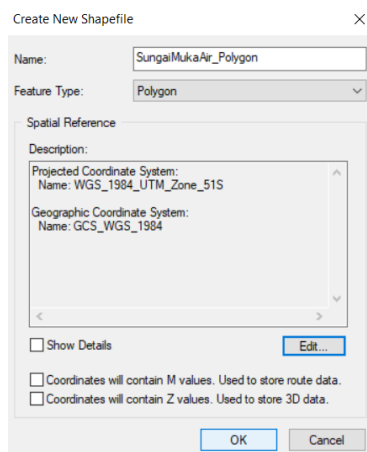 Create New Shapefile
Name: SungaiMukaAir_Polygon
Feature Type: Polygon
Spatial Reference
Description:
Projected Coordinate System:
Name: WGS_1984_UTM_Zone_51S
Geographic Coordinate System:
Name: GCS_WGS_1984
Show Details Edit...
Coordinates will contain M values. Used to store route data.
Coordinates will contain Z values. Used to store 3D data.
OK Cancel